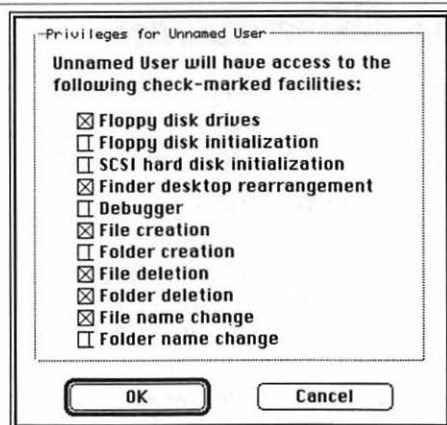 Privileges for Unnamed User
Unnamed User will have access to the
following check-marked facilities:
Floppy disk drives
Floppy disk initialization
SCSI hard disk initialization
Finder desktop rearrangement
Debugger
File creation
Folder creation
File deletion
Folder deletion
File name change
Folder name change
OK
Cancel